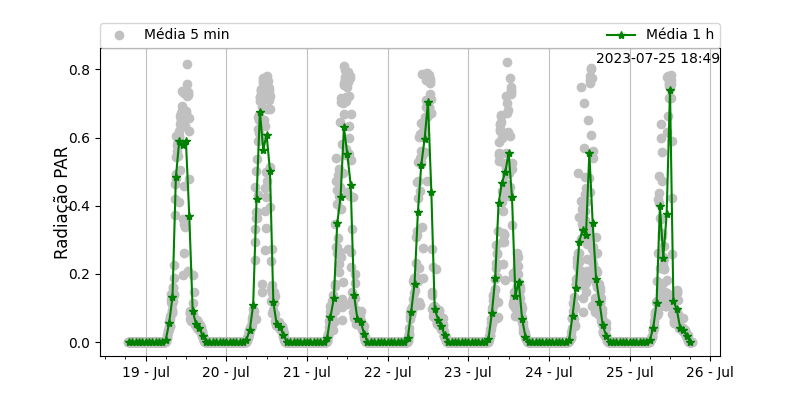 Média 5 min
Média 1 h
2023-07-25 18:49
Radiação PAR
0.8
0.6
0.4
0.2
0.0
19 - Jul
20 - Jul
21 - Jul
22 - Jul
23 - Jul
24 - Jul
25 - Jul
26 - Jul